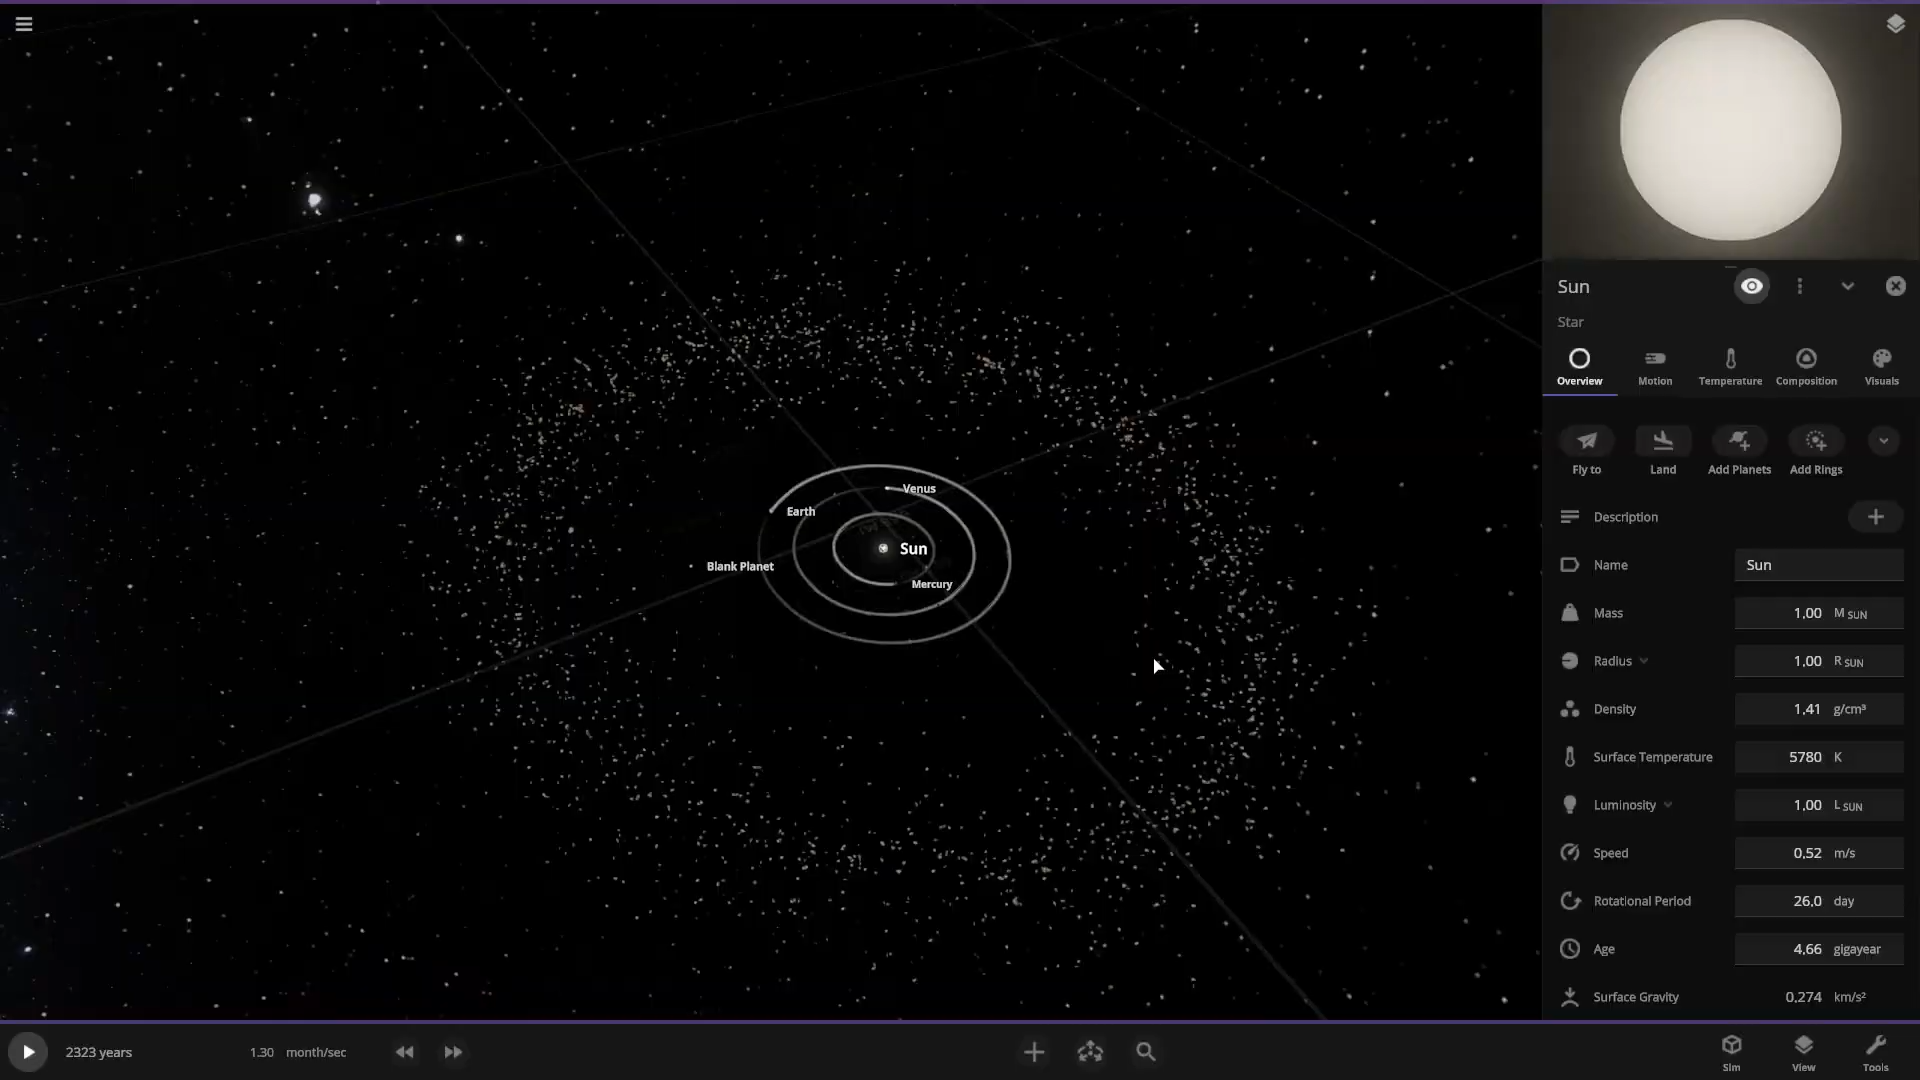 Venus
Earth
Sun
Blank Planet
Mercury
Sun
Star
Overview
Motion
Temperature
Composition
Visuals
Fly to
Land
Add Planets
Add Rings
Description
Name Sun
Mass 1,00 M SUN
Radius 1,00 R SUN
Density 1,41 g/cm³
Surface Temperature 5780 K
Luminosity 1,00 L SUN
Speed 0,52 m/s
Rotational Period 26,0 day
Age 4,66 gigayear
Surface Gravity 0,274 km/s²
2323 years 1.30 month/sec
Sim
View
Tools